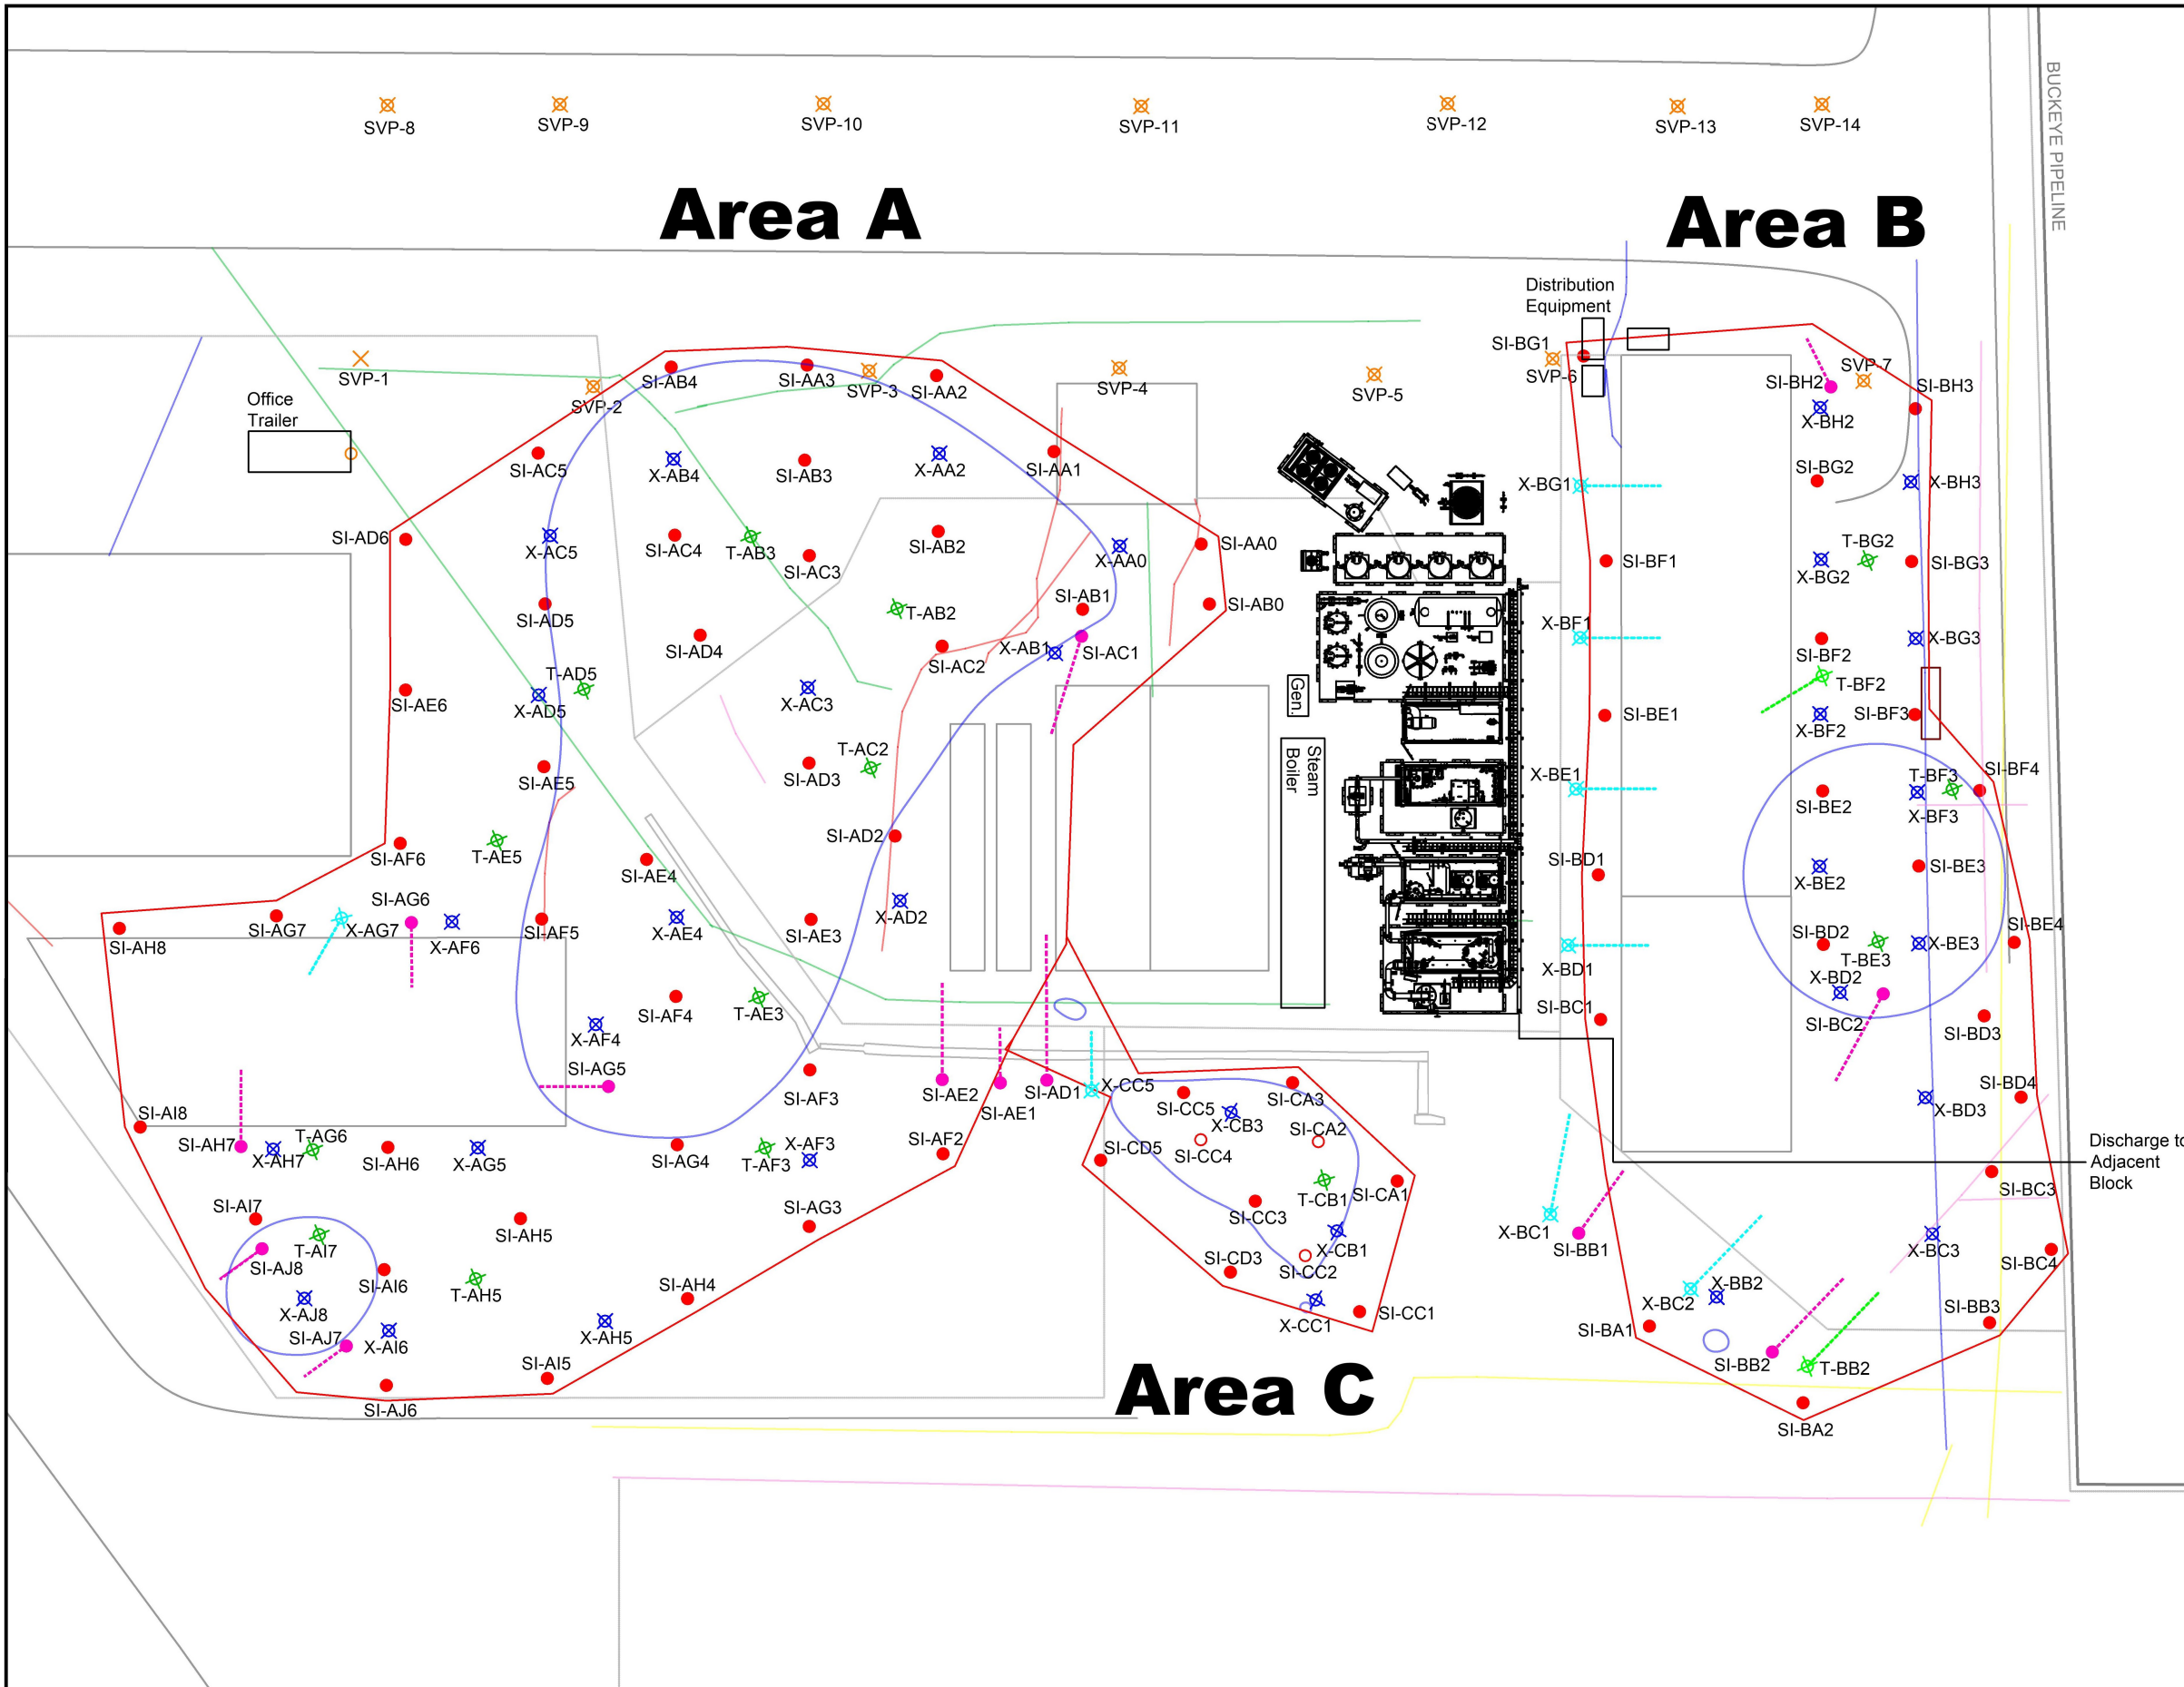 BUCKEYE PIPELINE
SVP-8
SVP-9
SVP-10
SVP-11
SVP-12
SVP-13
SVP-14
Area A
Area B
Distribution
Equipment
SI-BG1
SVP-6
SVP-7
SI-BH2
SI-BH3
X-BH2
SVP-1
SVP-2
SI-AB4
SI-AA3
SVP-3
SI-AA2
SVP-4
SVP-5
Office
Trailer
SI-AC5
X-AB4
SI-AB3
X-AA2
SI-AA1
X-BG1
SI-BG2
X-BH3
SI-AD6
X-AC5
SI-AC4
T-AB3
SI-AC3
SI-AB2
X-AA0
SI-AA0
SI-BF1
X-BG2
T-BG2
SI-BG3
SI-AD5
SI-AD4
T-AB2
SI-AB1
SI-AB0
SI-AC2
X-AB1
SI-AC1
X-BF1
SI-BF2
X-BG3
T-BF2
SI-AE6
T-AD5
X-AD5
X-AC3
Gen.
SI-BE1
X-BF2
SI-BF3
SI-AE5
SI-AD3
T-AC2
Steam
Boiler
X-BE1
SI-BE2
T-BF3
SI-BF4
X-BF3
SI-AF6
T-AE5
SI-AE4
SI-AD2
SI-BD1
X-BE2
SI-BE3
SI-AH8
SI-AG7
X-AG7
SI-AG6
X-AF6
SI-AF5
X-AE4
SI-AE3
X-AD2
X-BD1
SI-BD2
T-BE3
X-BE3
SI-BE4
X-BD2
X-AF4
SI-AF4
T-AE3
SI-BC1
SI-BC2
SI-BD3
SI-AG5
SI-AF3
SI-AE2
SI-AE1
SI-AD1
X-CC5
SI-CC5
X-CB3
SI-CA3
SI-BD4
X-BD3
SI-AI8
SI-AH7
X-AH7
T-AG6
SI-AH6
X-AG5
SI-AG4
T-AF3
X-AF3
SI-AF2
SI-CD5
SI-CC4
SI-CA2
Discharge to
Adjacent
Block
SI-AI7
SI-AH5
SI-AG3
SI-CC3
T-CB1
SI-CA1
SI-BC3
T-AI7
SI-AJ8
SI-AI6
T-AH5
SI-AH4
SI-CD3
X-CB1
SI-CC2
X-BC1
SI-BB1
X-BC3
SI-BC4
X-AJ8
SI-AJ7
X-AI6
X-AH5
X-CC1
SI-CC1
X-BC2
X-BB2
SI-BA1
SI-BB3
SI-AI5
SI-AJ6
Area C
SI-BB2
T-BB2
SI-BA2